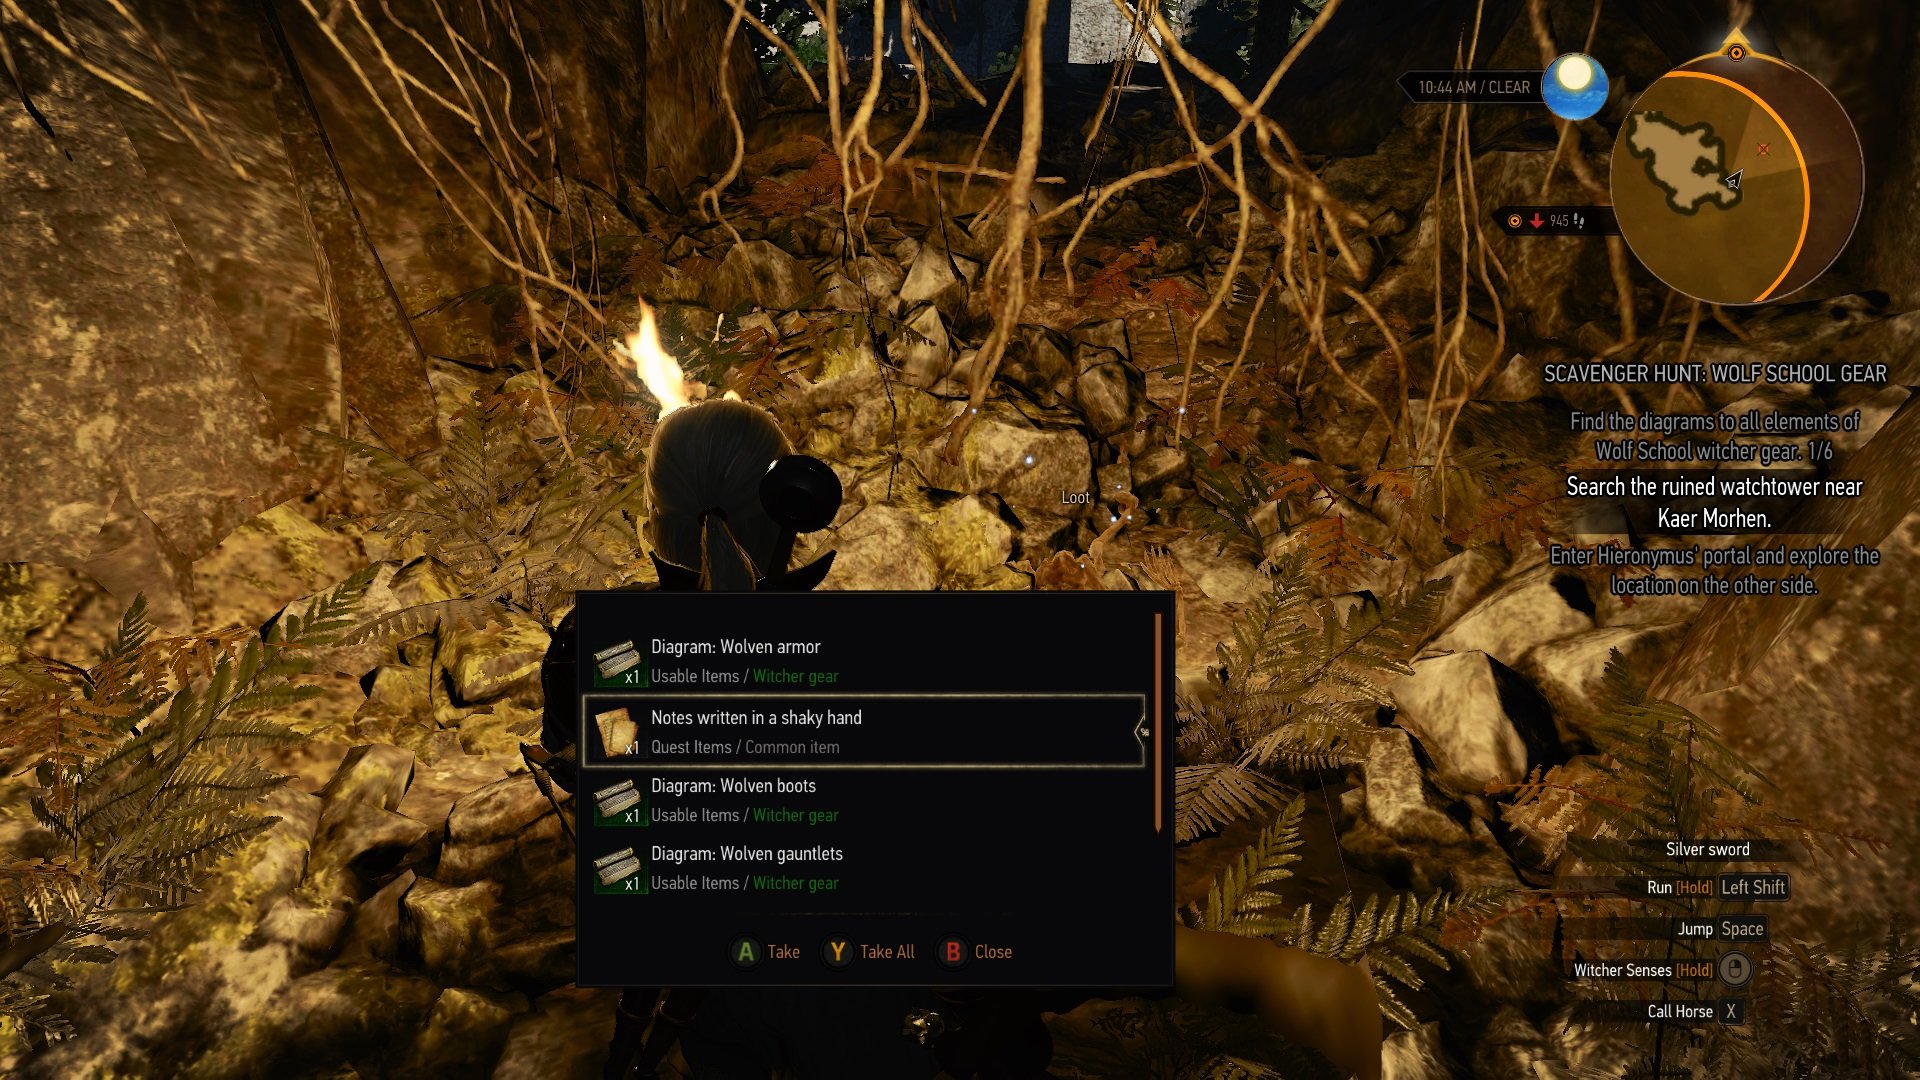 10:44 AM / CLEAR
945
SCAVENGER HUNT: WOLF SCHOOL GEAR
Find the diagrams to all elements of
Wolf School witcher gear. 1/6
Search the ruined watchtower near
Kaer Morhen.
Enter Hieronymus' portal and explore the
location on the other side.
Loot
Diagram: Wolven armor
x1 Usable Items / Witcher gear
Notes written in a shaky hand
x1 Quest Items / Common item
Diagram: Wolven boots
x1 Usable Items / Witcher gear
Diagram: Wolven gauntlets
x1 Usable Items / Witcher gear
A Take Y Take All B Close
Silver sword
Run [Hold] Left Shift
Jump Space
Witcher Senses [Hold]
Call Horse X